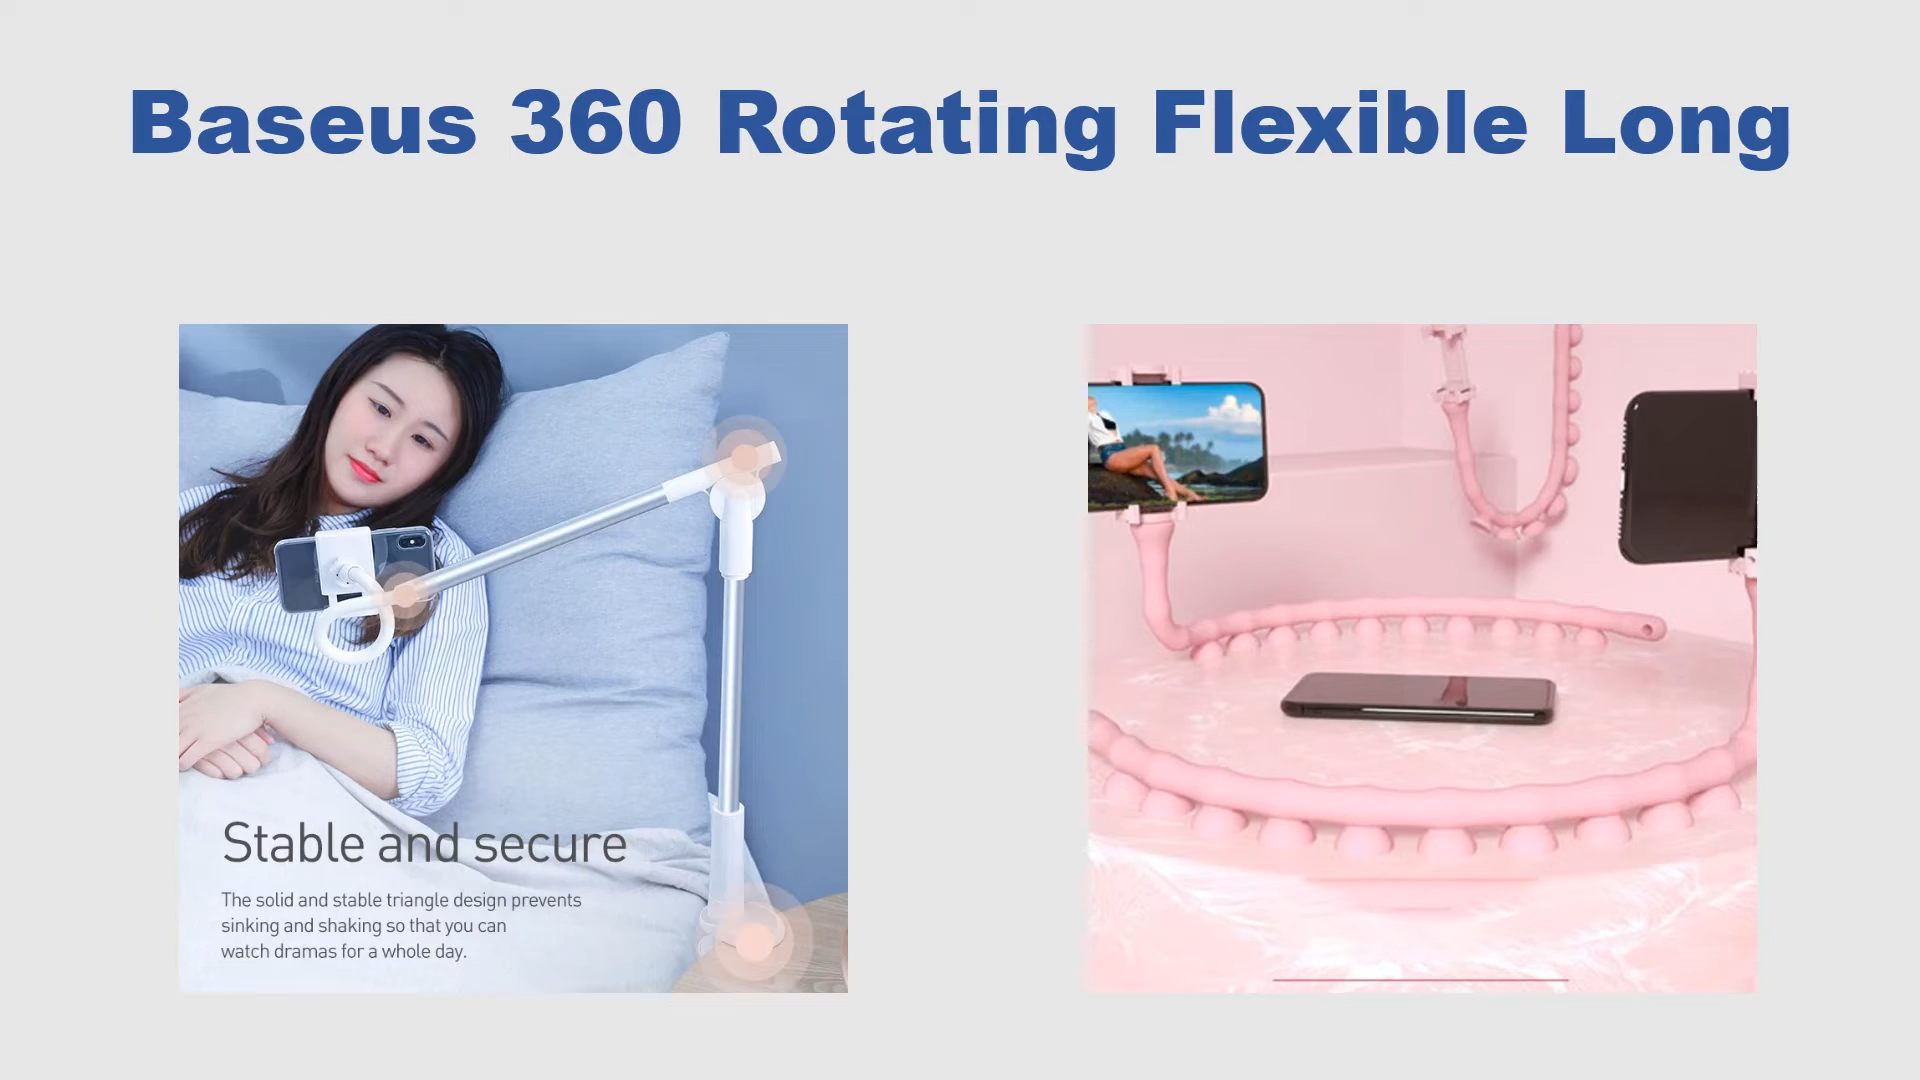 Baseus 360 Rotating Flexible Long
Stable and secure
The solid and stable triangle design prevents
sinking and shaking so that you can
watch dramas for a whole day.